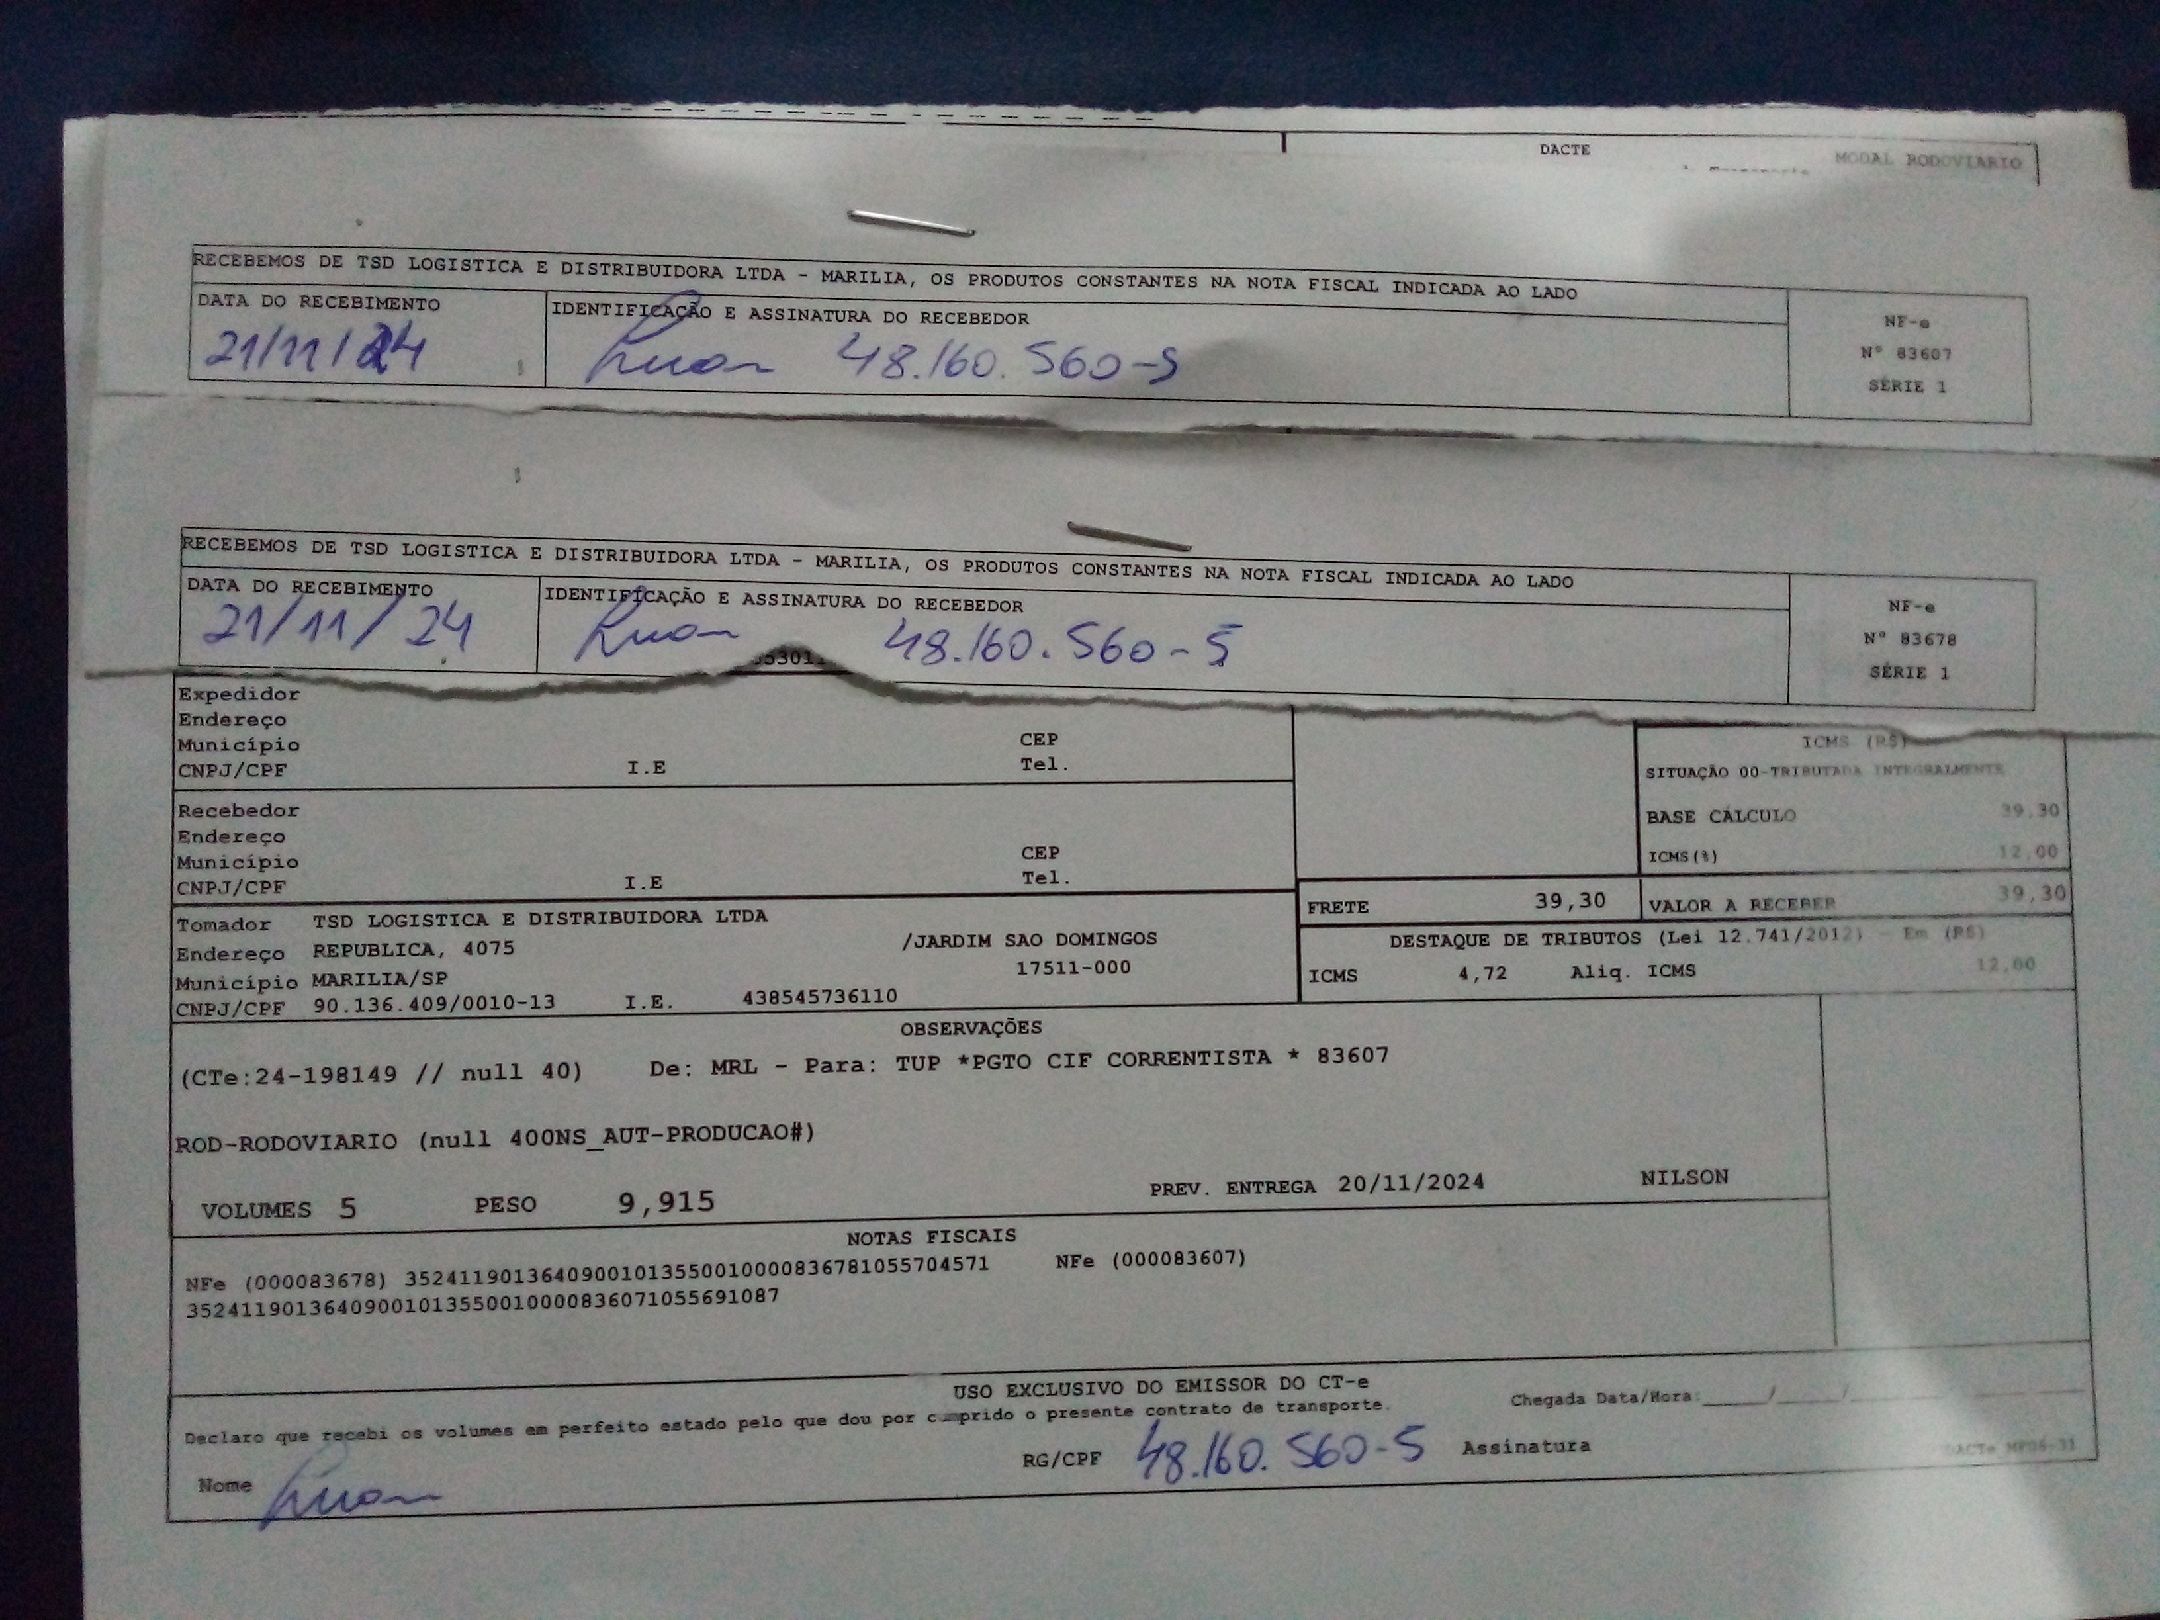 DACTE MODAL RODOVIARIO
RECEBEMOS DE TSD LOGISTICA E DISTRIBUIDORA LTDA - MARILIA, OS PRODUTOS CONSTANTES NA NOTA FISCAL INDICADA AO LADO
DATA DO RECEBIMENTO IDENTIFICAÇÃO E ASSINATURA DO RECEBEDOR NF-e
21/11/24 Luan 48.160.560-5 Nº 83607
SÉRIE 1
RECEBEMOS DE TSD LOGISTICA E DISTRIBUIDORA LTDA - MARILIA, OS PRODUTOS CONSTANTES NA NOTA FISCAL INDICADA AO LADO
DATA DO RECEBIMENTO IDENTIFICAÇÃO E ASSINATURA DO RECEBEDOR NF-e
21/11/24 Luan 48.160.560-5 Nº 83678
SÉRIE 1
Expedidor
Endereço
Município CEP
CNPJ/CPF I.E Tel.
ICMS (R$)
SITUAÇÃO 00-TRIBUTADA INTEGRALMENTE
Recebedor BASE CÁLCULO 39,30
Endereço
Município CEP ICMS(%) 12,00
CNPJ/CPF I.E Tel.
FRETE 39,30 VALOR A RECEBER 39,30
Tomador TSD LOGISTICA E DISTRIBUIDORA LTDA
Endereço REPUBLICA, 4075 /JARDIM SAO DOMINGOS
DESTAQUE DE TRIBUTOS (Lei 12.741/2012) - Em (R$)
Município MARILIA/SP 17511-000
ICMS 4,72 Aliq. ICMS 12,00
CNPJ/CPF 90.136.409/0010-13 I.E. 438545736110
OBSERVAÇÕES
(CTe:24-198149 // null 40) De: MRL - Para: TUP *PGTO CIF CORRENTISTA * 83607
ROD-RODOVIARIO (null 400NS_AUT-PRODUCAO#)
VOLUMES 5 PESO 9,915 PREV. ENTREGA 20/11/2024 NILSON
NOTAS FISCAIS
NFe (000083678) 35241190136409001013550010000836781055704571 NFe (000083607)
35241190136409001013550010000836071055691087
USO EXCLUSIVO DO EMISSOR DO CT-e
Declaro que recebi os volumes em perfeito estado pelo que dou por cumprido o presente contrato de transporte. Chegada Data/Hora:_____/_____/
Nome Luan RG/CPF 48.160.560-5 Assinatura